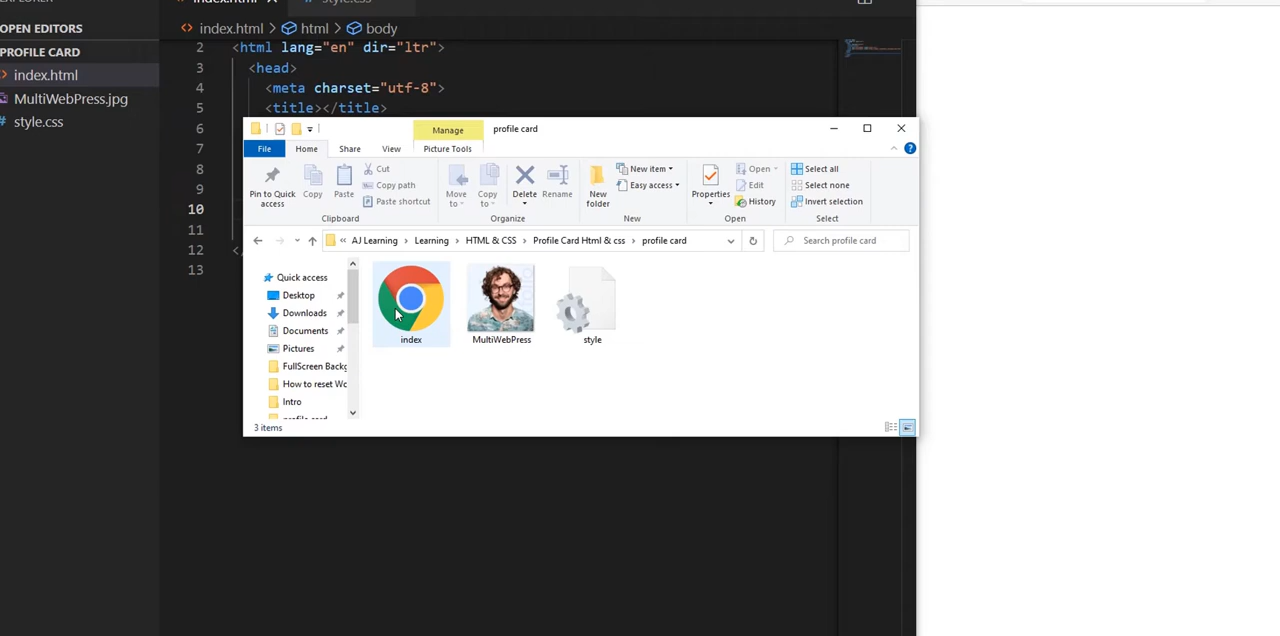 OPEN EDITORS
PROFILE CARD
index.html
MultiWebPress.jpg
# style.css
index.html > html > body
2 <html lang="en" dir="ltr">
3 <head>
4 <meta charset="utf-8">
5 <title></title>
6
7
8
9
10
11
12 </
13
Manage
profile card
File
Home
Share
View
Picture Tools
Pin to Quick access
Copy
Paste
Cut
Copy path
Paste shortcut
Clipboard
Move to
Copy to
Delete
Rename
Organize
New folder
New item
Easy access
New
Properties
Open
Edit
History
Open
Select all
Select none
Invert selection
Select
« AJ Learning > Learning > HTML & CSS > Profile Card Html & css > profile card
Search profile card
Quick access
Desktop
Downloads
Documents
Pictures
FullScreen Backg
How to reset Wo
Intro
index
MultiWebPress
style
3 items